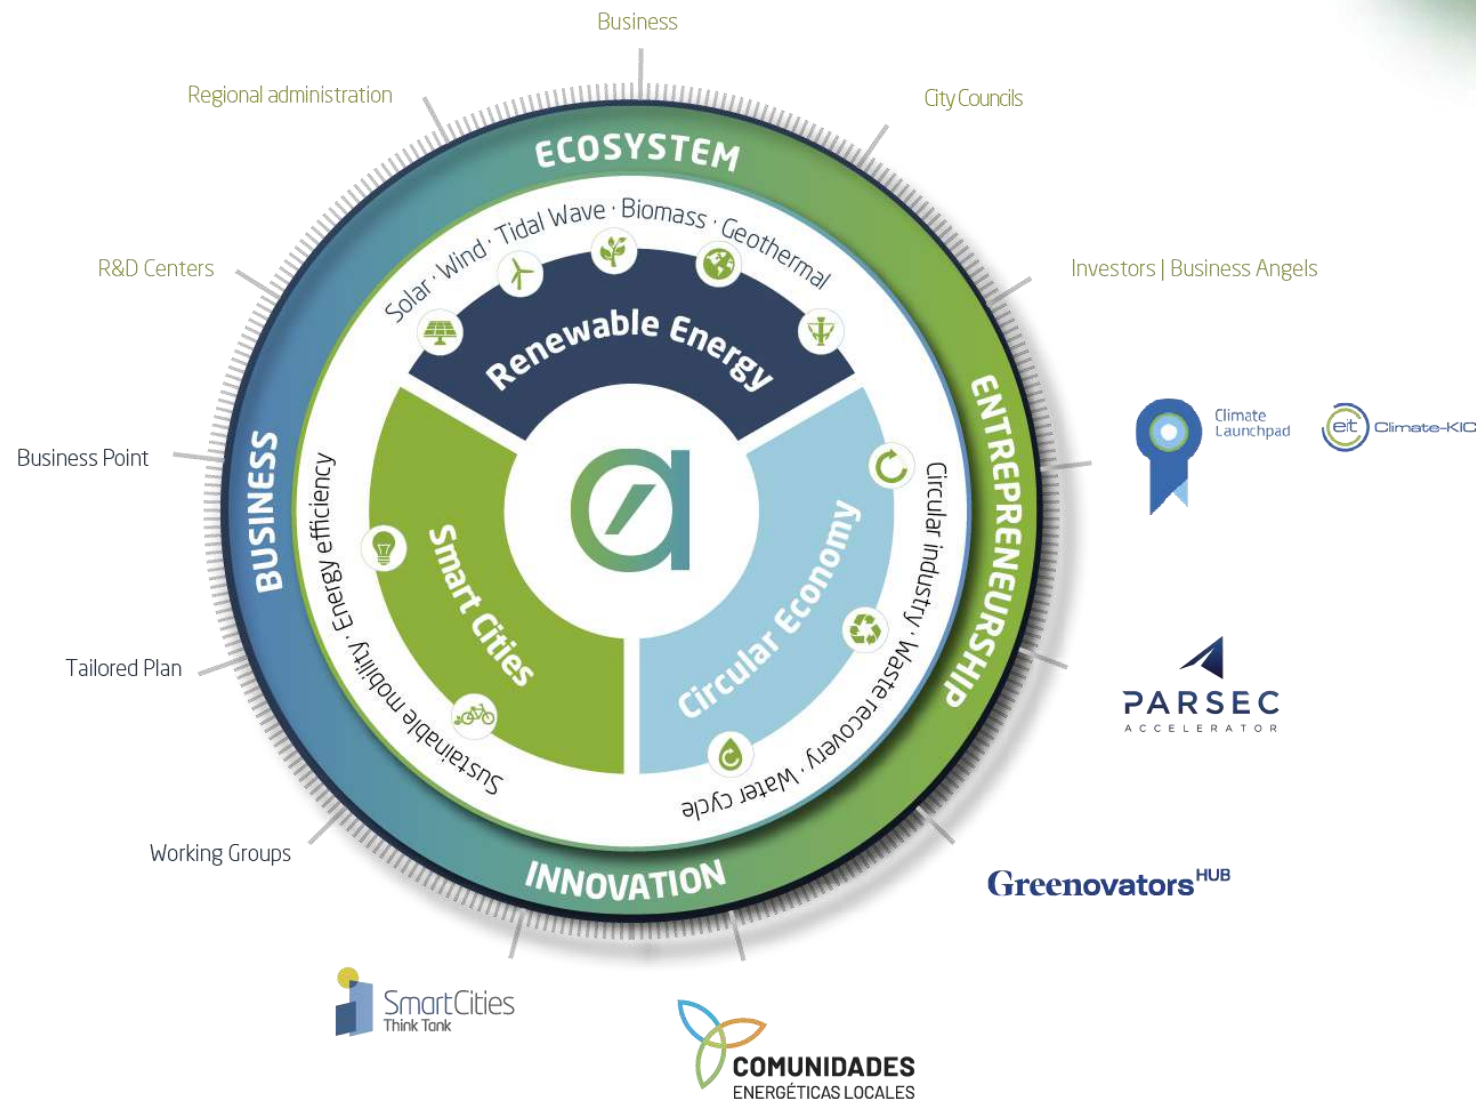 Business
Regional administration
City Councils
ECOSYSTEM
Solar · Wind · Tidal Wave · Biomass · Geothermal
R&D Centers
Investors | Business Angels
Renewable Energy
ENTREPRENEURSHIP
Climate
Launchpad
eit Climate-KIC
BUSINESS
Business Point
Sustainable mobility · Energy efficiency
Smart Cities
Circular Economy
Circular industry · Waste recovery · Water cycle
a
Tailored Plan
PARSEC
ACCELERATOR
Working Groups
INNOVATION
Greenovators HUB
SmartCities
Think Tank
COMUNIDADES
ENERGÉTICAS LOCALES